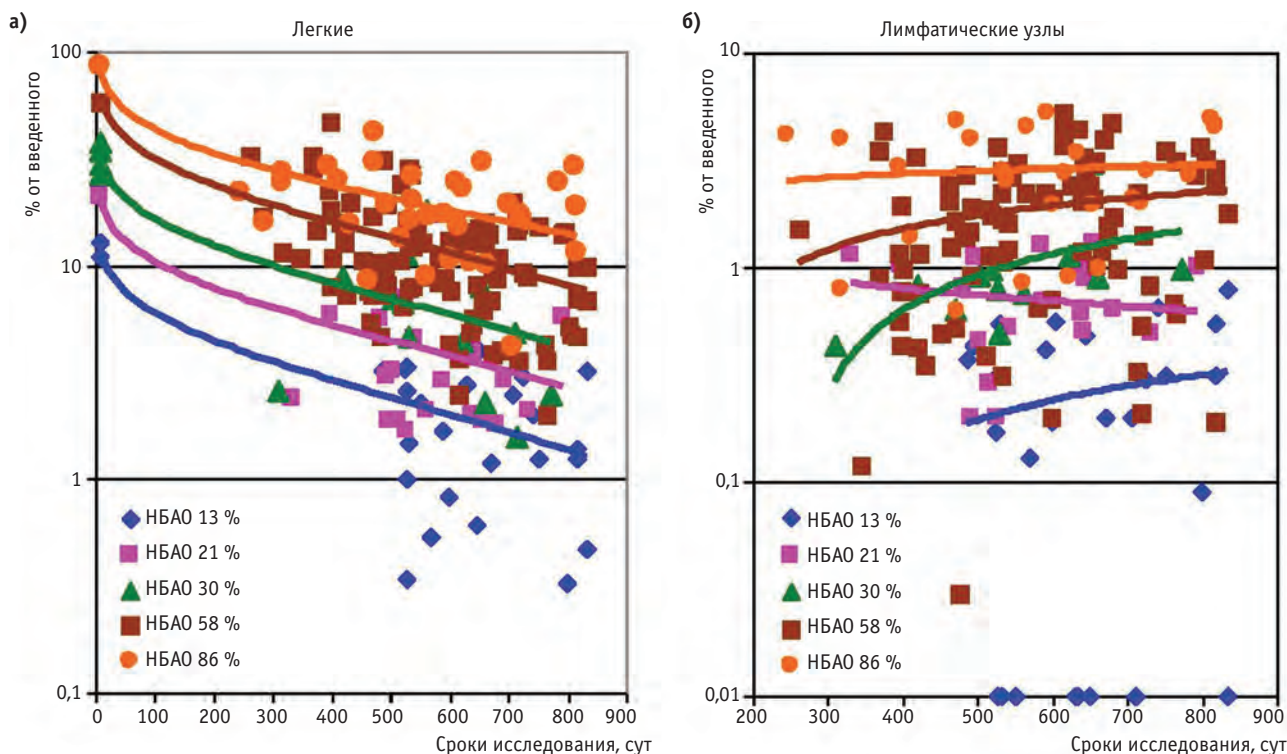 а)
Легкие
% от введенного
100
10
1
0,1
НБАО 13 %
НБАО 21 %
НБАО 30 %
НБАО 58 %
НБАО 86 %
0 100 200 300 400 500 600 700 800 900
Сроки исследования, сут
б)
Лимфатические узлы
% от введенного
10
1
0,1
0,01
НБАО 13 %
НБАО 21 %
НБАО 30 %
НБАО 58 %
НБАО 86 %
200 300 400 500 600 700 800 900
Сроки исследования, сут